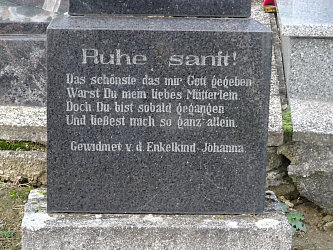 Ruhe sanft!
Das schönste das mir Gott gegeben
Warst Du mein liebes Mütterlein.
Doch Du bist sobald gegangen
Und ließest mich so ganz allein.
Gewidmet v. d. Enkelkind Johanna